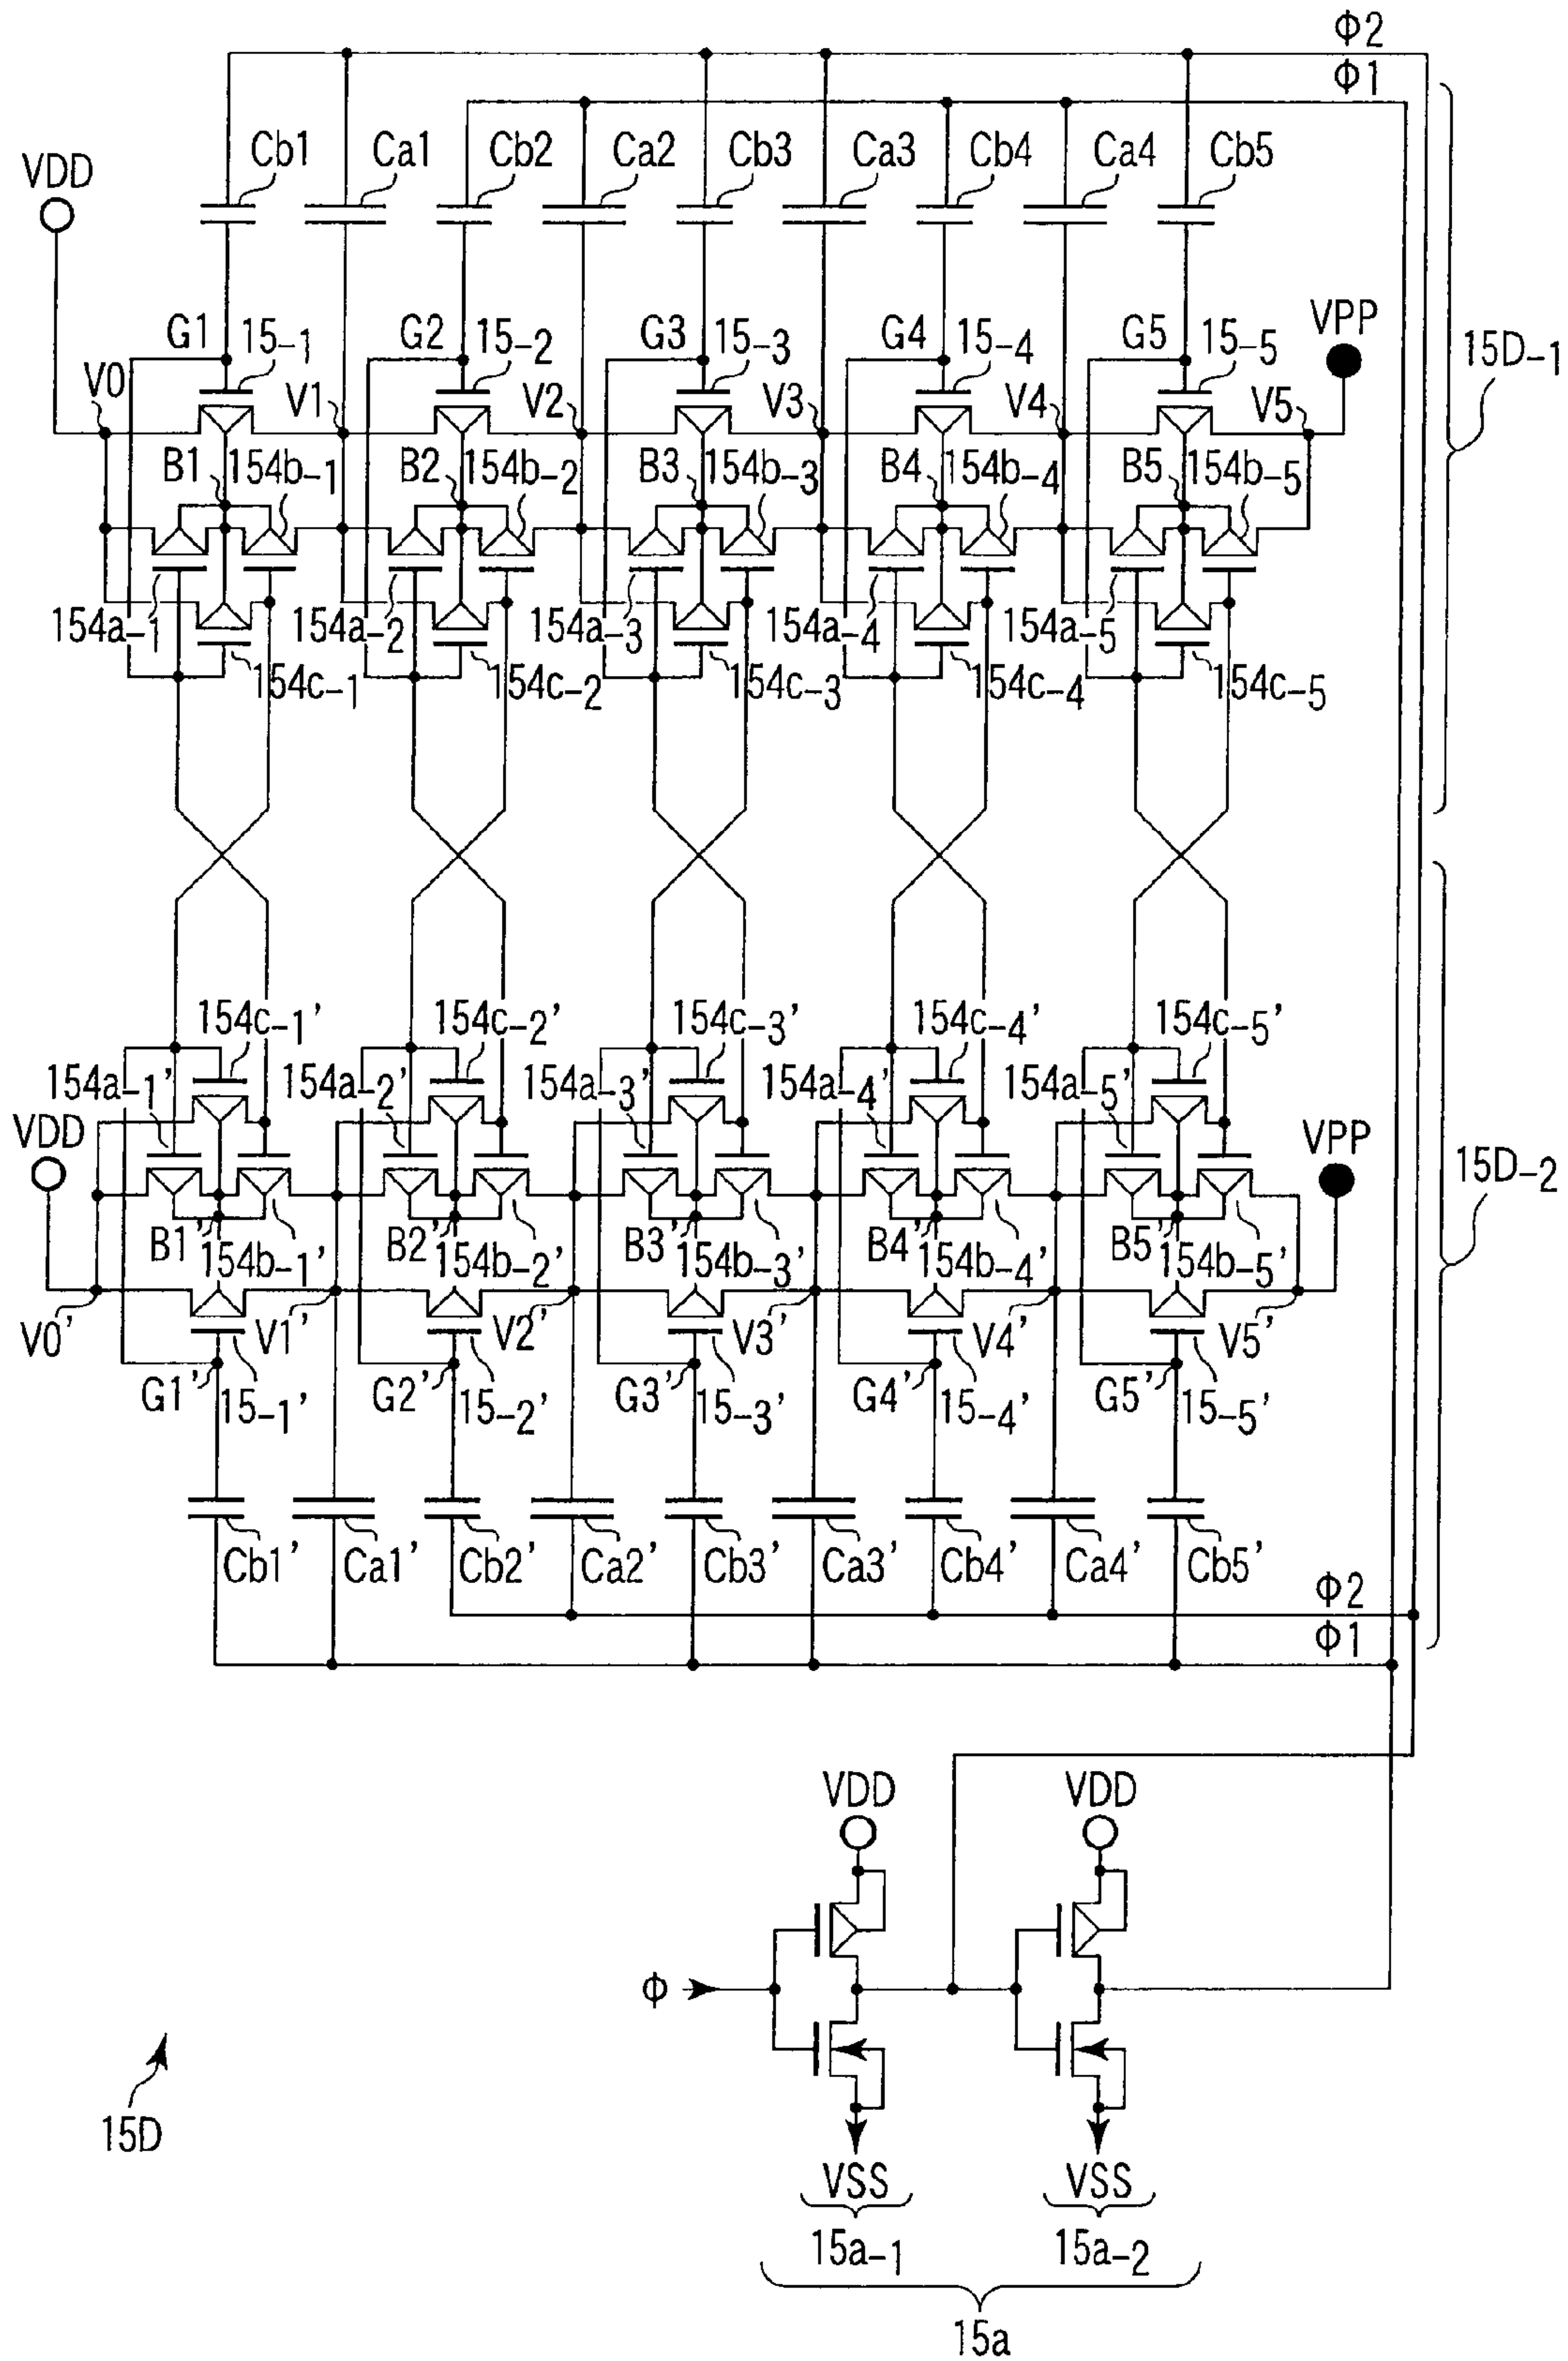 Φ2
Φ1
Cb1 Ca1 Cb2 Ca2 Cb3 Ca3 Cb4 Ca4 Cb5
VDD
G1 15-1 G2 15-2 G3 15-3 G4 15-4 G5 15-5 VPP
15D-1
V0 V1 V2 V3 V4 V5
B1 154b-1 B2 154b-2 B3 154b-3 B4 154b-4 B5 154b-5
154a-1 154a-2 154a-3 154a-4 154a-5
154c-1 154c-2 154c-3 154c-4 154c-5
154c-1' 154c-2' 154c-3' 154c-4' 154c-5'
154a-1' 154a-2' 154a-3' 154a-4' 154a-5'
VDD VPP
15D-2
B1' B2' B3' B4' B5'
154b-1' 154b-2' 154b-3' 154b-4' 154b-5'
V0' V1' V2' V3' V4' V5'
G1' 15-1' G2' 15-2' G3' 15-3' G4' 15-4' G5' 15-5'
Cb1' Ca1' Cb2' Ca2' Cb3' Ca3' Cb4' Ca4' Cb5'
Φ2
Φ1
VDD VDD
Φ
15D
VSS VSS
15a-1 15a-2
15a